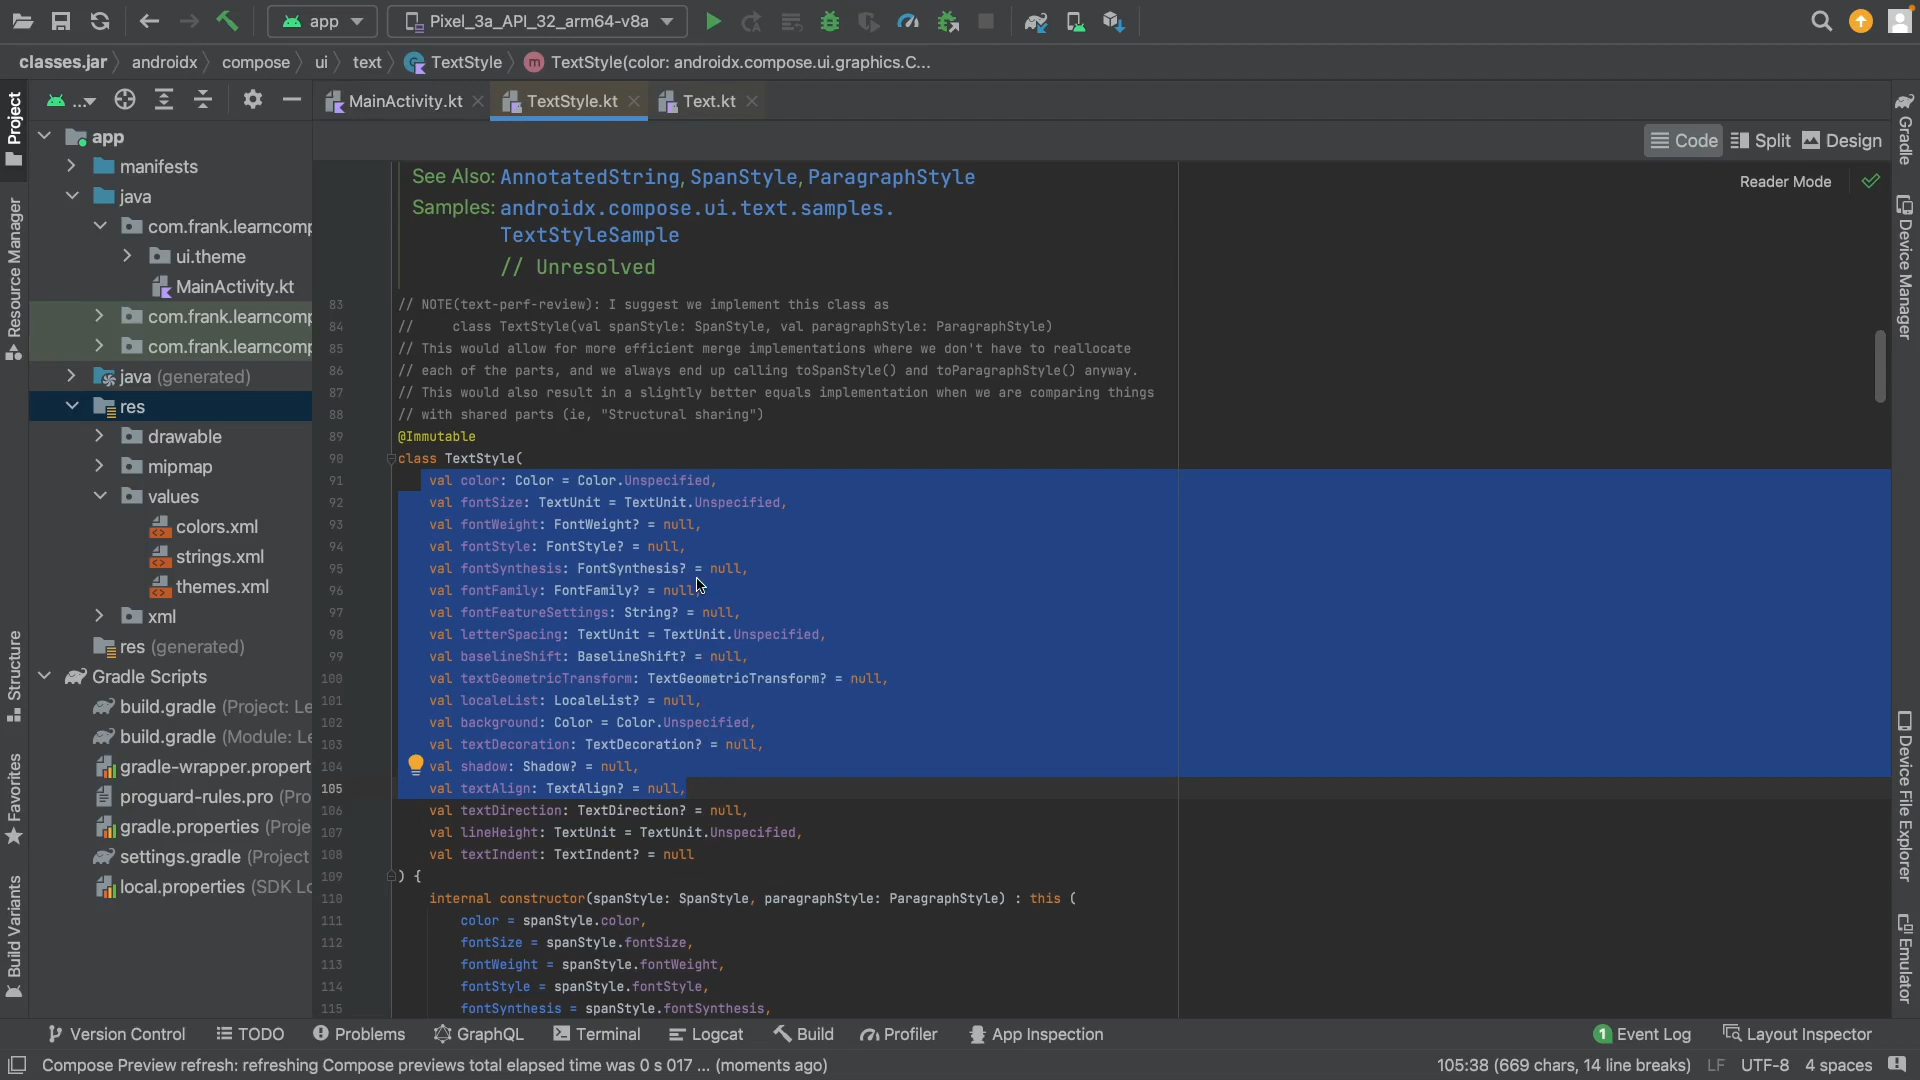 app
Pixel_3a_API_32_arm64-v8a
classes.jar androidx compose ui text TextStyle TextStyle(color: androidx.compose.ui.graphics.C...
Project
...
MainActivity.kt TextStyle.kt Text.kt
Code Split Design
Reader Mode
app
manifests
java
com.frank.learncomp
ui.theme
MainActivity.kt
com.frank.learncomp
com.frank.learncomp
java (generated)
res
drawable
mipmap
values
colors.xml
strings.xml
themes.xml
xml
res (generated)
Gradle Scripts
build.gradle (Project: Le
build.gradle (Module: Le
gradle-wrapper.propert
proguard-rules.pro (Pro
gradle.properties (Proje
settings.gradle (Project
local.properties (SDK Lo
Resource Manager
Structure
Favorites
Build Variants
See Also: AnnotatedString, SpanStyle, ParagraphStyle
Samples: androidx.compose.ui.text.samples.
TextStyleSample
// Unresolved
83 // NOTE(text-perf-review): I suggest we implement this class as
84 // class TextStyle(val spanStyle: SpanStyle, val paragraphStyle: ParagraphStyle)
85 // This would allow for more efficient merge implementations where we don't have to reallocate
86 // each of the parts, and we always end up calling toSpanStyle() and toParagraphStyle() anyway.
87 // This would also result in a slightly better equals implementation when we are comparing things
88 // with shared parts (ie, "Structural sharing")
89 @Immutable
90 class TextStyle(
91 val color: Color = Color.Unspecified,
92 val fontSize: TextUnit = TextUnit.Unspecified,
93 val fontWeight: FontWeight? = null,
94 val fontStyle: FontStyle? = null,
95 val fontSynthesis: FontSynthesis? = null,
96 val fontFamily: FontFamily? = null,
97 val fontFeatureSettings: String? = null,
98 val letterSpacing: TextUnit = TextUnit.Unspecified,
99 val baselineShift: BaselineShift? = null,
100 val textGeometricTransform: TextGeometricTransform? = null,
101 val localeList: LocaleList? = null,
102 val background: Color = Color.Unspecified,
103 val textDecoration: TextDecoration? = null,
104 val shadow: Shadow? = null,
105 val textAlign: TextAlign? = null,
106 val textDirection: TextDirection? = null,
107 val lineHeight: TextUnit = TextUnit.Unspecified,
108 val textIndent: TextIndent? = null
109 ) {
110 internal constructor(spanStyle: SpanStyle, paragraphStyle: ParagraphStyle) : this (
111 color = spanStyle.color,
112 fontSize = spanStyle.fontSize,
113 fontWeight = spanStyle.fontWeight,
114 fontStyle = spanStyle.fontStyle,
115 fontSynthesis = spanStyle.fontSynthesis,
Gradle
Device Manager
Device File Explorer
Emulator
Version Control TODO Problems GraphQL Terminal Logcat Build Profiler App Inspection 1 Event Log Layout Inspector
Compose Preview refresh: refreshing Compose previews total elapsed time was 0 s 017 ... (moments ago) 105:38 (669 chars, 14 line breaks) LF UTF-8 4 spaces